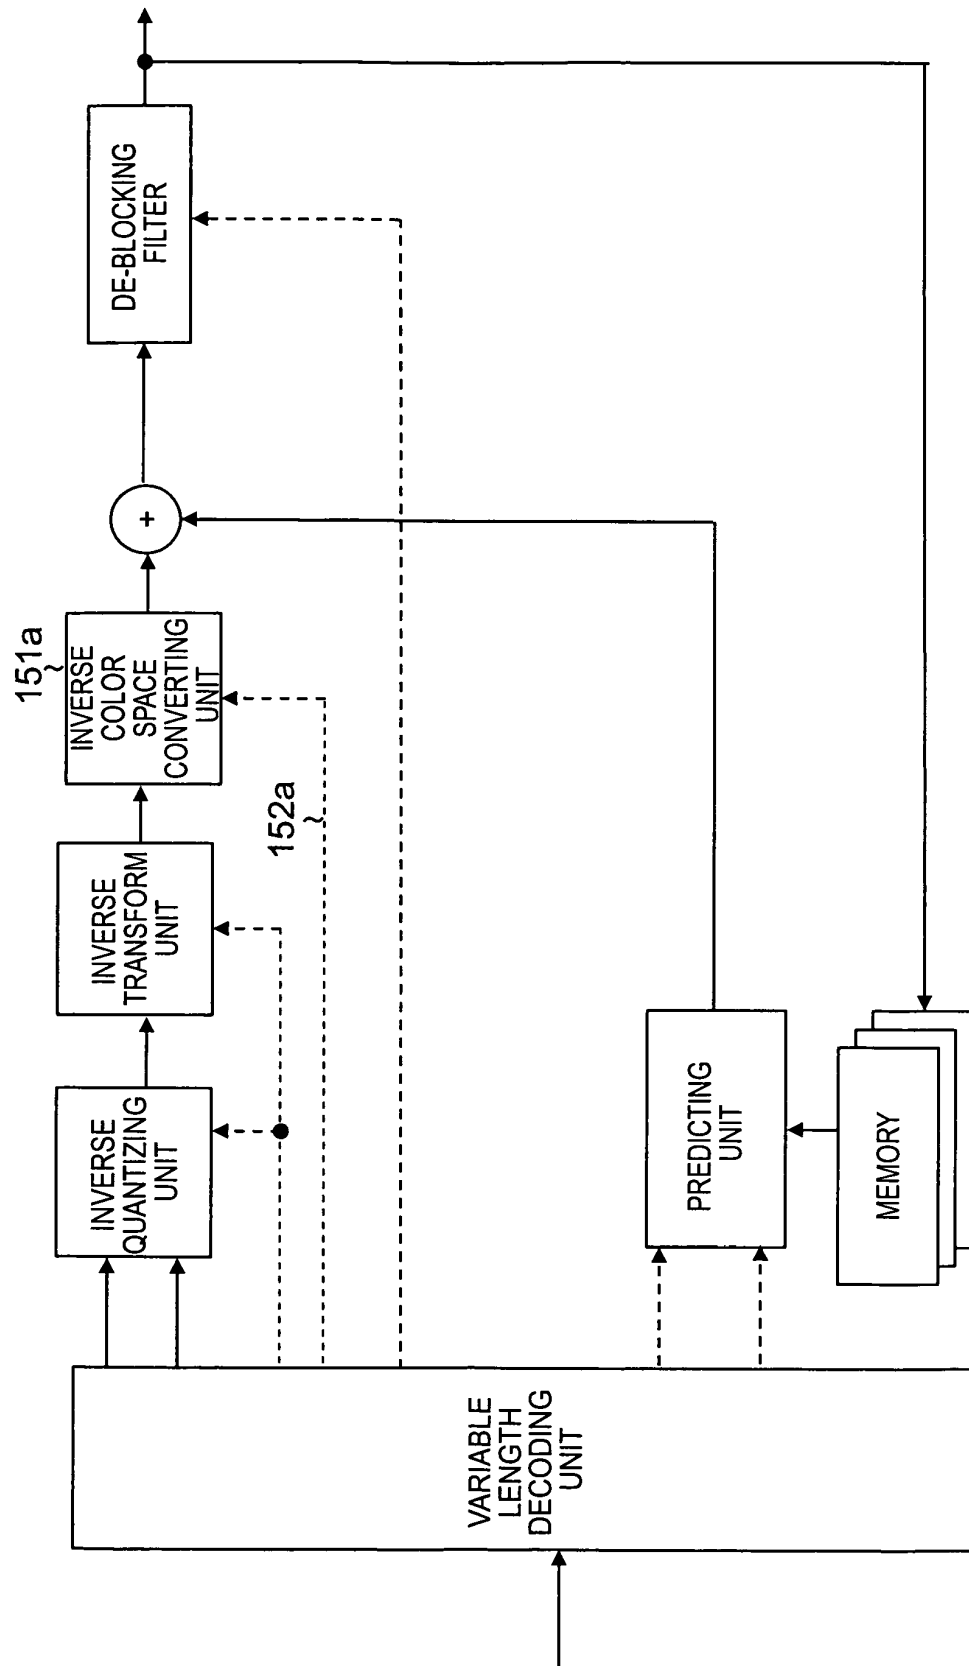 VARIABLE
LENGTH
DECODING
UNIT
INVERSE
QUANTIZING
UNIT
INVERSE
TRANSFORM
UNIT
151a
INVERSE
COLOR
SPACE
CONVERTING
UNIT
152a
+
DE-BLOCKING
FILTER
PREDICTING
UNIT
MEMORY